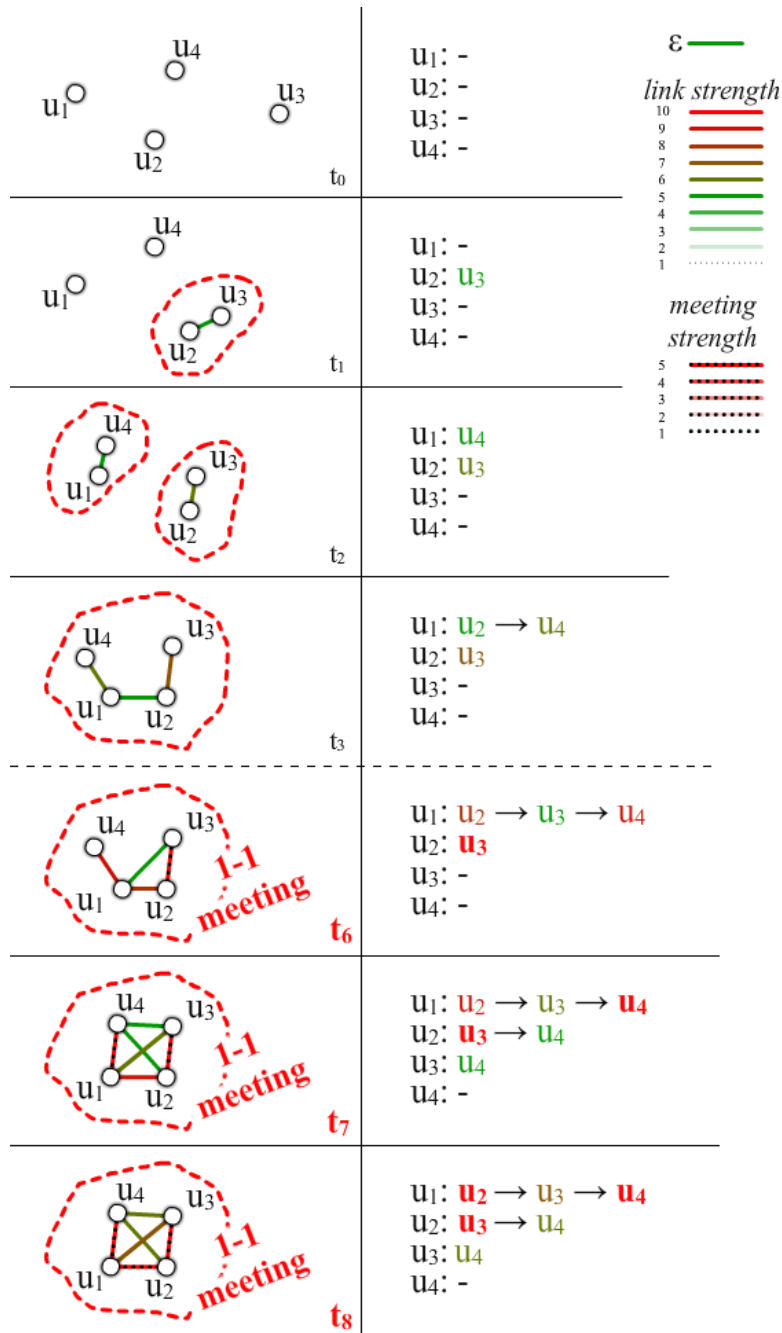 u4
u1
u3
u2
t0
u1: -
u2: -
u3: -
u4: -
ε
link strength
10
9
8
7
6
5
4
3
2
1
meeting
strength
5
4
3
2
1
u4
u1
u3
u2
t1
u1: -
u2: u3
u3: -
u4: -
u4
u1
u3
u2
t2
u1: u4
u2: u3
u3: -
u4: -
u4
u3
u1
u2
t3
u1: u2 → u4
u2: u3
u3: -
u4: -
u4
u3
u1
u2
1-1
meeting
t6
u1: u2 → u3 → u4
u2: u3
u3: -
u4: -
u4
u3
u1
u2
1-1
meeting
t7
u1: u2 → u3 → u4
u2: u3 → u4
u3: u4
u4: -
u4
u3
u1
u2
1-1
meeting
t8
u1: u2 → u3 → u4
u2: u3 → u4
u3: u4
u4: -